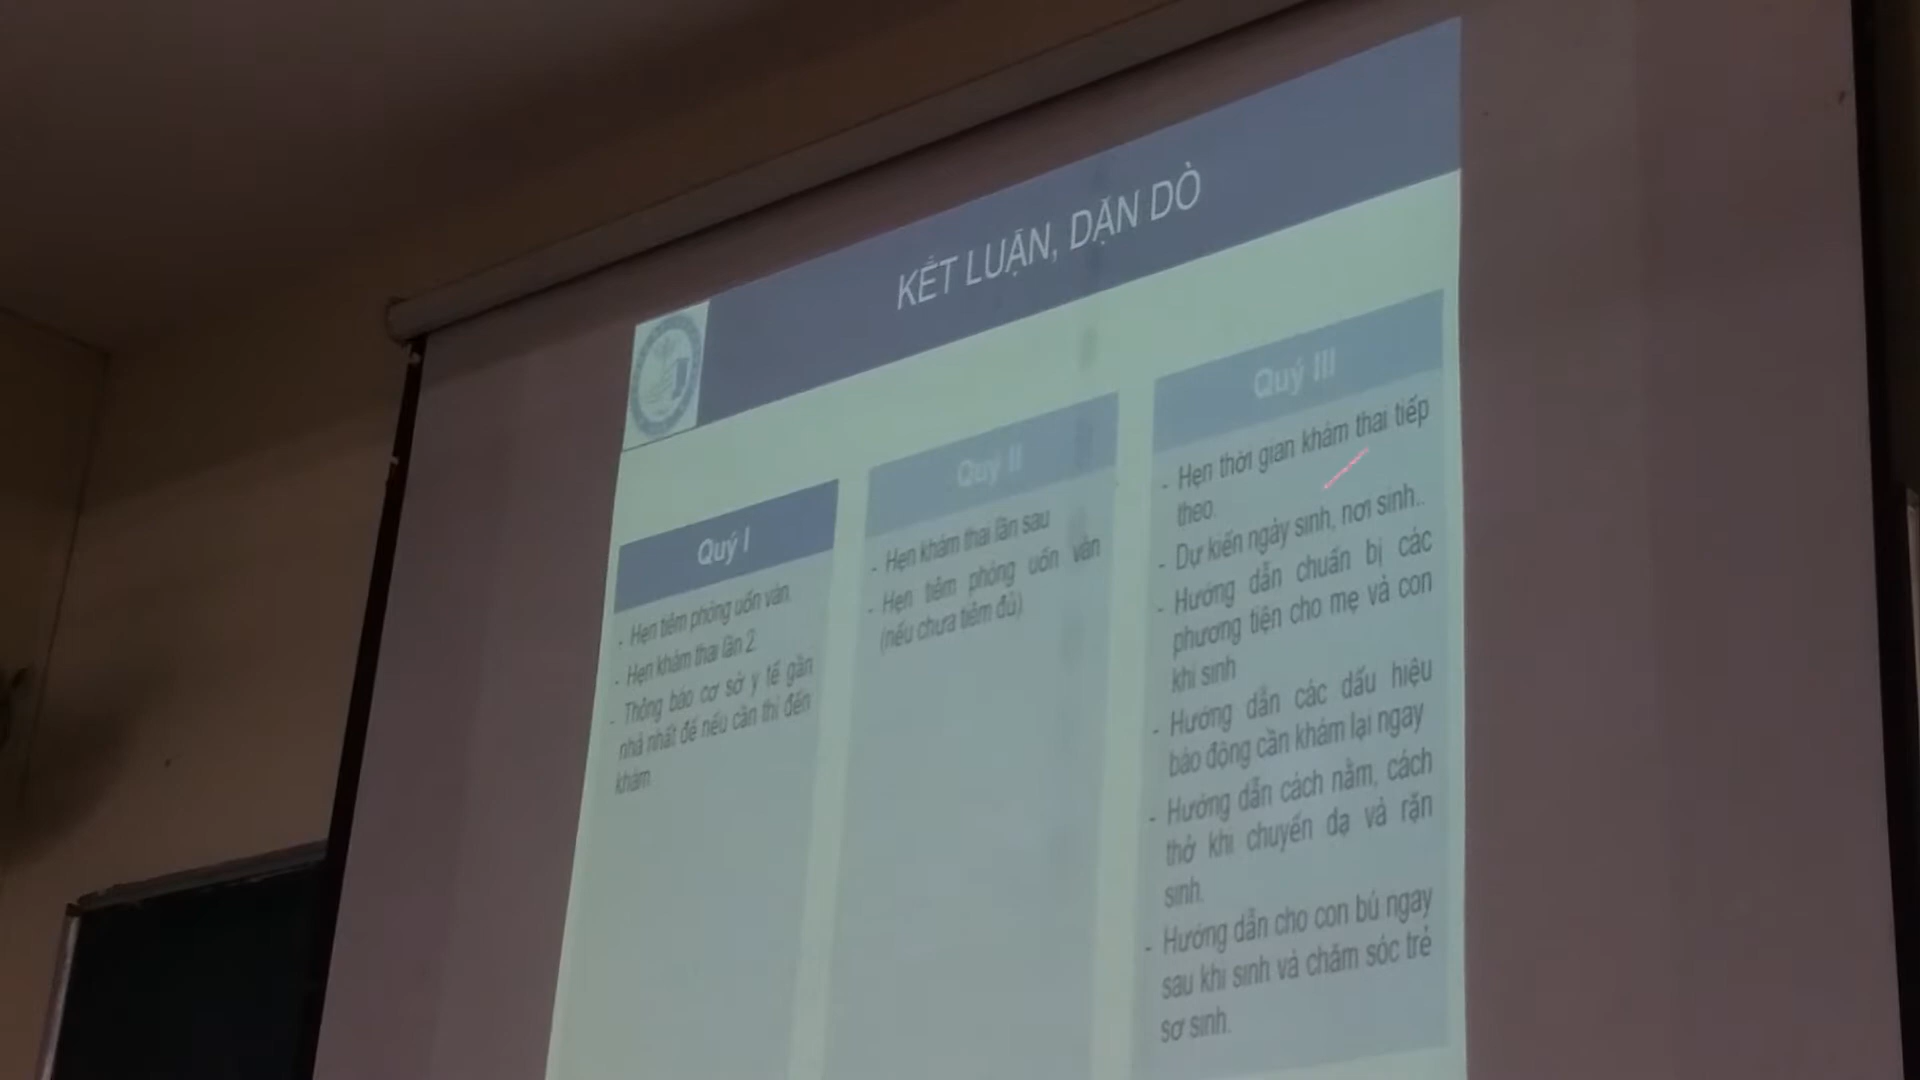 KẾT LUẬN, DẶN DÒ
Quý I
- Hẹn tiêm phòng uốn ván.
- Hẹn khám thai lần 2.
- Thông báo cơ sở y tế gần
nhà nhất để nếu cần thì đến
khám.
Quý II
- Hẹn khám thai lần sau
- Hẹn tiêm phòng uốn ván
(nếu chưa tiêm đủ)
Quý III
- Hẹn thời gian khám thai tiếp
theo.
- Dự kiến ngày sinh, nơi sinh..
- Hướng dẫn chuẩn bị các
phương tiện cho mẹ và con
khi sinh
- Hướng dẫn các dấu hiệu
báo động cần khám lại ngay
- Hướng dẫn cách nằm, cách
thở khi chuyển dạ và rặn
sinh.
- Hướng dẫn cho con bú ngay
sau khi sinh và chăm sóc trẻ
sơ sinh.